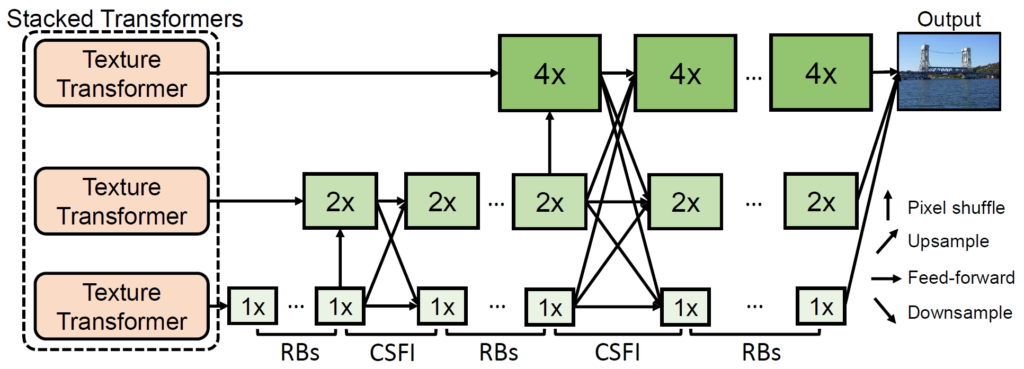 Stacked Transformers
Output
Texture
Transformer
4x
4x
...
4x
Texture
Transformer
2x
2x
...
2x
2x
...
2x
Pixel shuffle
Upsample
Feed-forward
Downsample
Texture
Transformer
1x
...
1x
1x
...
1x
1x
...
1x
RBs
CSFI
RBs
CSFI
RBs